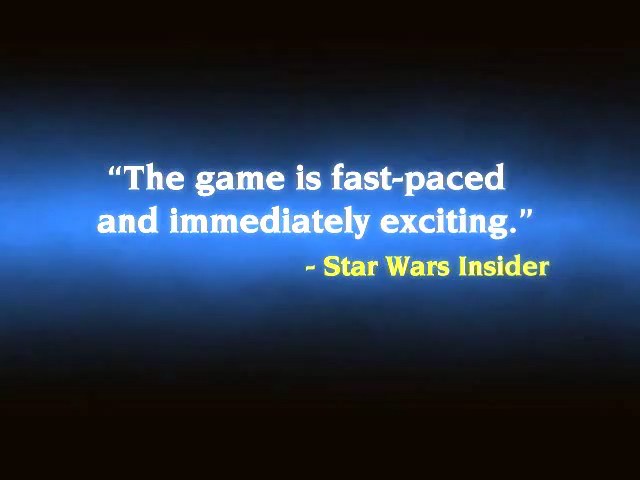 “The game is fast-paced
and immediately exciting.”
- Star Wars Insider